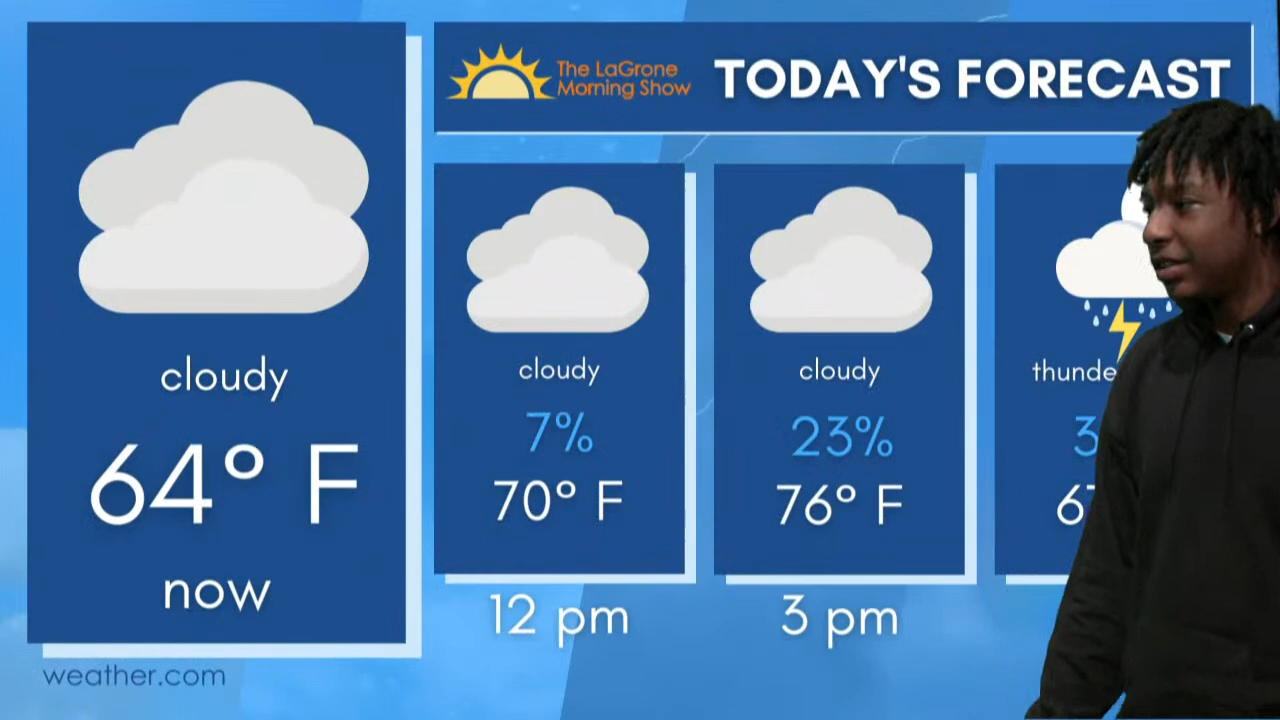 The LaGrone
Morning Show
TODAY'S FORECAST
cloudy
64° F
now
cloudy
7%
70° F
12 pm
cloudy
23%
76° F
3 pm
weather.com